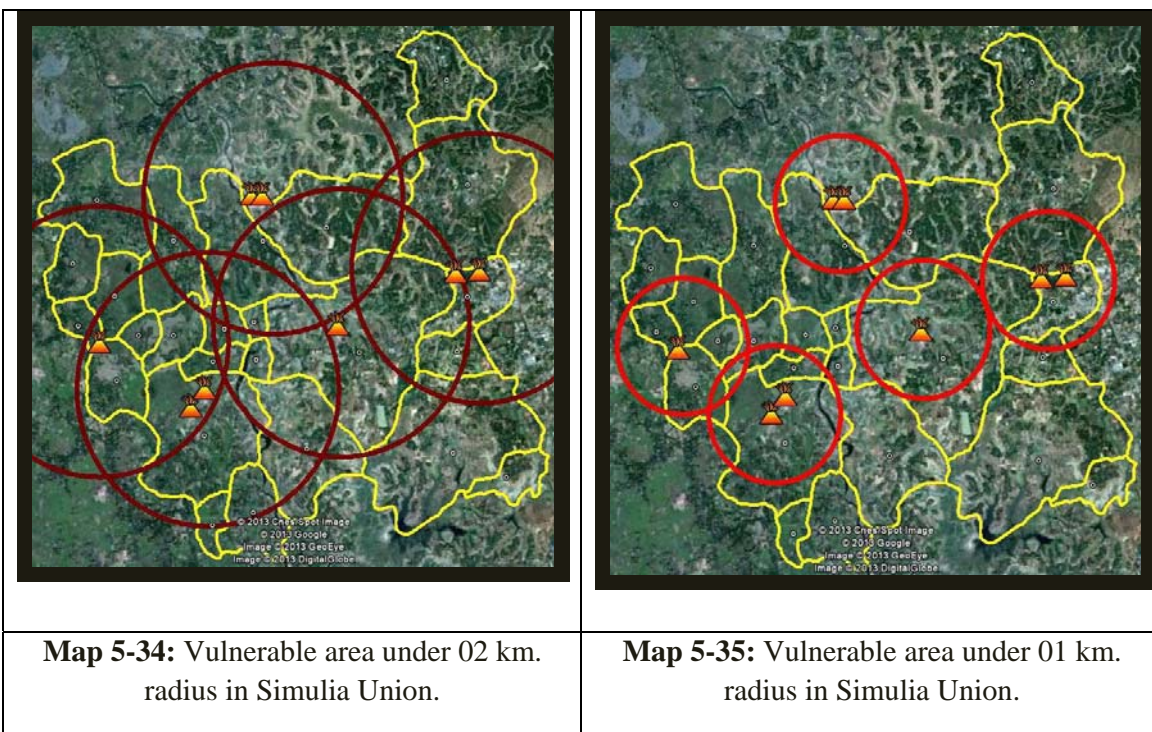 © 2013 Cnes/Spot Image
© 2013 Google
Image © 2013 GeoEye
Image © 2013 DigitalGlobe
© 2013 Cnes/Spot Image
© 2013 Google
Image © 2013 GeoEye
Image © 2013 DigitalGlobe
Map 5-34: Vulnerable area under 02 km.
radius in Simulia Union.
Map 5-35: Vulnerable area under 01 km.
radius in Simulia Union.